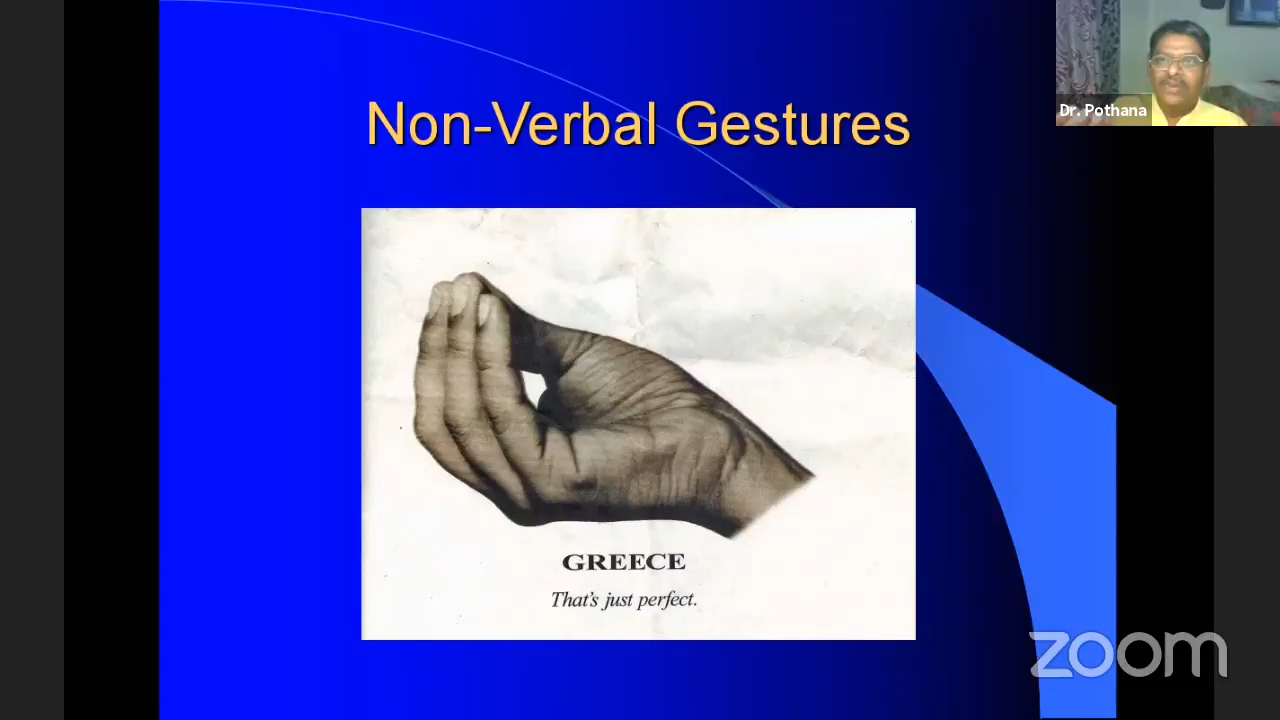 Non-Verbal Gestures
Dr. Pothana
GREECE
That's just perfect.
zoom